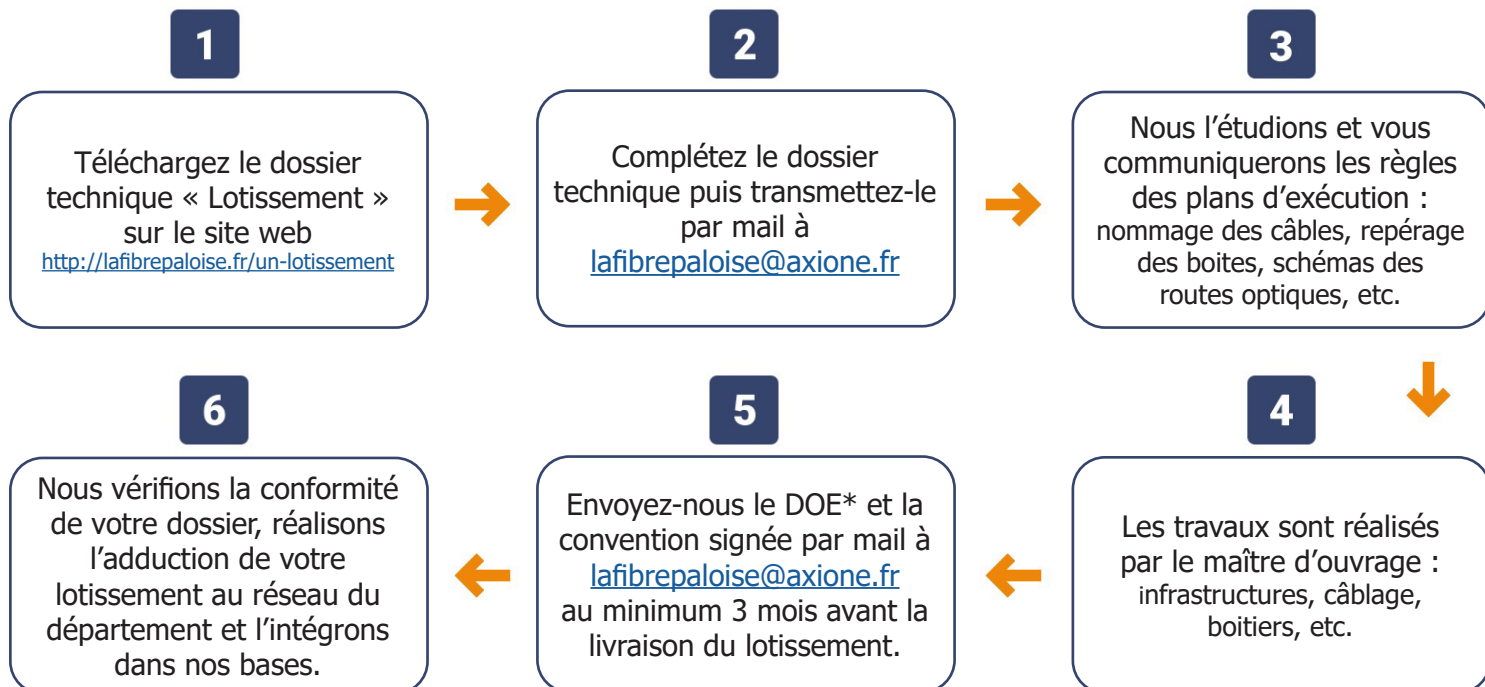 1
Téléchargez le dossier
technique « Lotissement »
sur le site web
http://lafibrepaloise.fr/un-lotissement
2
Complétez le dossier
technique puis transmettez-le
par mail à
lafibrepaloise@axione.fr
3
Nous l’étudions et vous
communiquerons les règles
des plans d’exécution :
nommage des câbles, repérage
des boites, schémas des
routes optiques, etc.
4
Les travaux sont réalisés
par le maître d’ouvrage :
infrastructures, câblage,
boitiers, etc.
5
Envoyez-nous le DOE* et la
convention signée par mail à
lafibrepaloise@axione.fr
au minimum 3 mois avant la
livraison du lotissement.
6
Nous vérifions la conformité
de votre dossier, réalisons
l’adduction de votre
lotissement au réseau du
département et l’intégrons
dans nos bases.